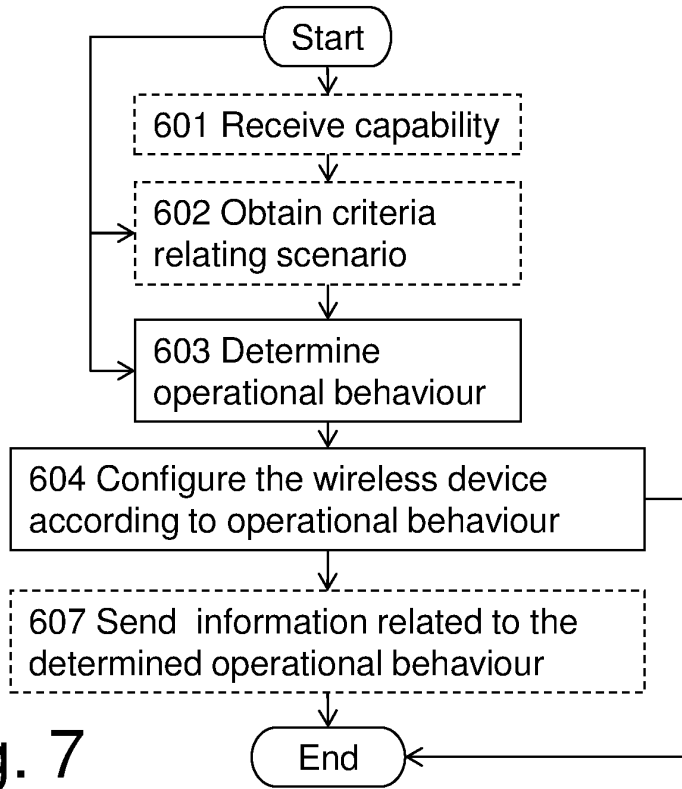 Start
601 Receive capability
602 Obtain criteria
relating scenario
603 Determine
operational behaviour
604 Configure the wireless device
according to operational behaviour
607 Send information related to the
determined operational behaviour
End
g. 7